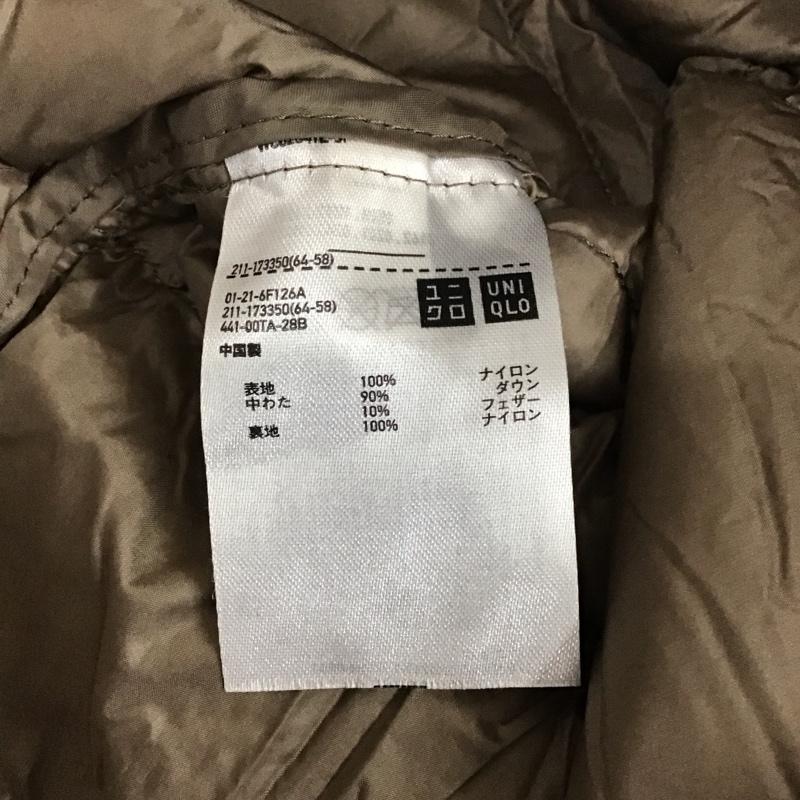 211-173350(64-58)
01-21-6F126A
211-173350(64-58)
441-00TA-28B
ユニクロ
UNIQLO
中国製
表地 100% ナイロン
中わた 90% ダウン
10% フェザー
裏地 100% ナイロン